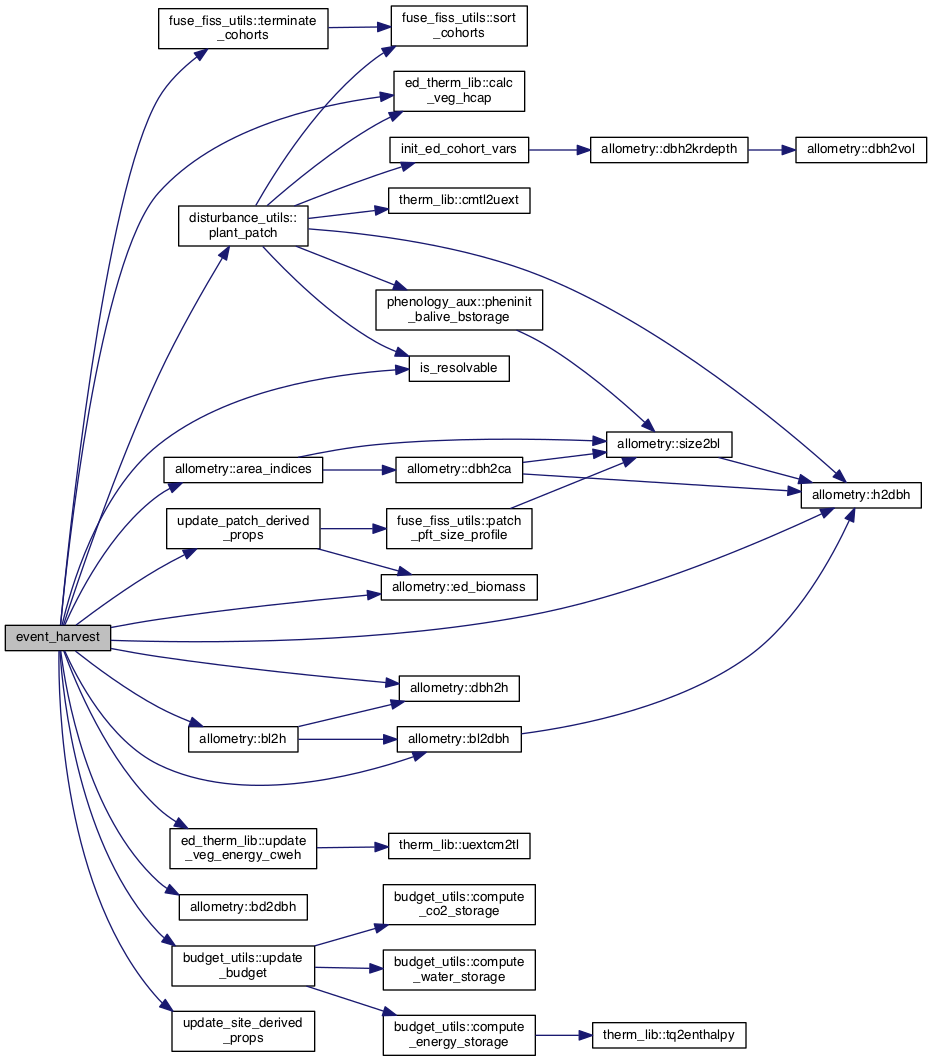 fuse_fiss_utils::terminate
_cohorts
fuse_fiss_utils::sort
_cohorts
ed_therm_lib::calc
_veg_hcap
init_ed_cohort_vars
allometry::dbh2krdepth
allometry::dbh2vol
therm_lib::cmtl2uext
disturbance_utils::
plant_patch
phenology_aux::pheninit
_balive_bstorage
is_resolvable
allometry::size2bl
allometry::area_indices
allometry::dbh2ca
allometry::h2dbh
update_patch_derived
_props
fuse_fiss_utils::patch
_pft_size_profile
allometry::ed_biomass
event_harvest
allometry::dbh2h
allometry::bl2h
allometry::bl2dbh
ed_therm_lib::update
_veg_energy_cweh
therm_lib::uextcm2tl
allometry::bd2dbh
budget_utils::compute
_co2_storage
budget_utils::update
_budget
budget_utils::compute
_water_storage
update_site_derived
_props
budget_utils::compute
_energy_storage
therm_lib::tq2enthalpy